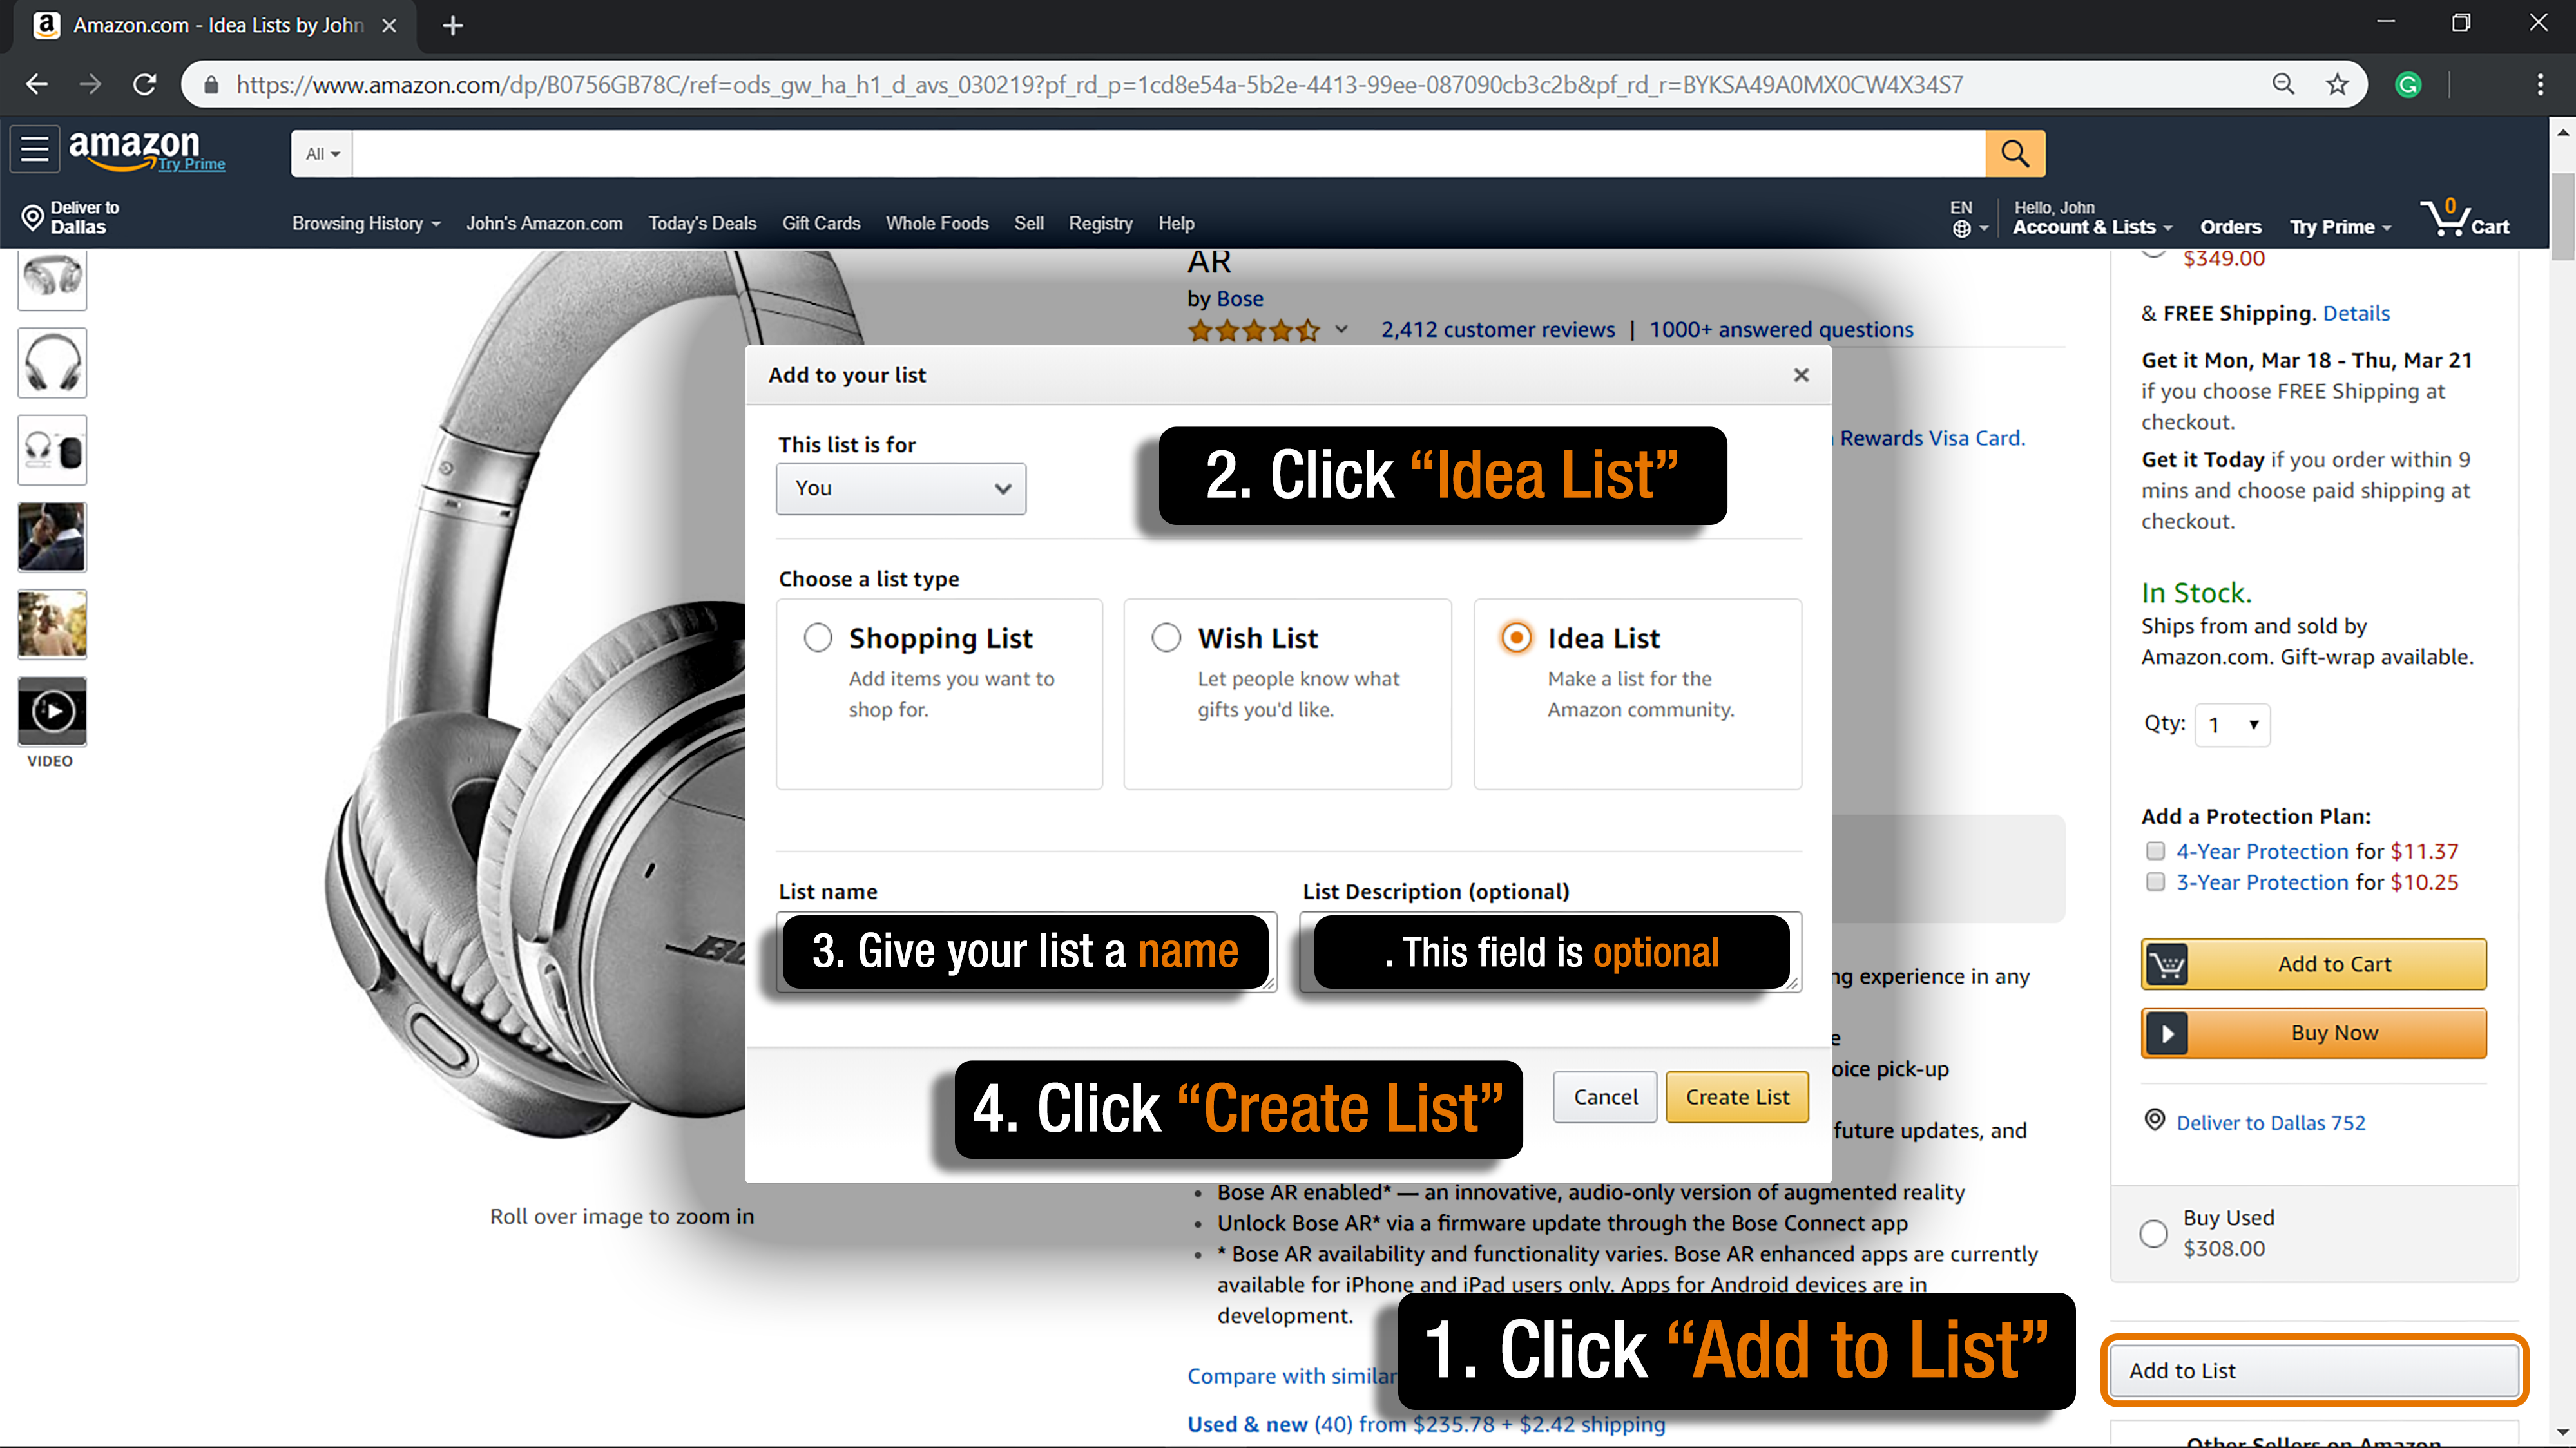 Amazon.com - Idea Lists by John
https://www.amazon.com/dp/B0756GB78C/ref=ods_gw_ha_h1_d_avs_030219?pf_rd_p=1cd8e54a-5b2e-4413-99ee-087090cb3c2b&pf_rd_r=BYKSA49A0MX0CW4X34S7
amazon
Try Prime
All
Deliver to
Dallas
Browsing History
John's Amazon.com
Today's Deals
Gift Cards
Whole Foods
Sell
Registry
Help
EN
Hello, John
Account & Lists
Orders
Try Prime
0
Cart
VIDEO
Roll over image to zoom in
AR
by Bose
2,412 customer reviews | 1000+ answered questions
Rewards Visa Card.
Add to your list
This list is for
You
2. Click “Idea List”
Choose a list type
Shopping List
Add items you want to
shop for.
Wish List
Let people know what
gifts you'd like.
Idea List
Make a list for the
Amazon community.
List name
3. Give your list a name
List Description (optional)
. This field is optional
4. Click “Create List”
Cancel
Create List
ng experience in any
e
oice pick-up
future updates, and
• Bose AR enabled* — an innovative, audio-only version of augmented reality
• Unlock Bose AR* via a firmware update through the Bose Connect app
• * Bose AR availability and functionality varies. Bose AR enhanced apps are currently
available for iPhone and iPad users only. Apps for Android devices are in
development.
1. Click “Add to List”
Compare with similar
Used & new (40) from $235.78 + $2.42 shipping
$349.00
& FREE Shipping. Details
Get it Mon, Mar 18 - Thu, Mar 21
if you choose FREE Shipping at
checkout.
Get it Today if you order within 9
mins and choose paid shipping at
checkout.
In Stock.
Ships from and sold by
Amazon.com. Gift-wrap available.
Qty: 1
Add a Protection Plan:
4-Year Protection for $11.37
3-Year Protection for $10.25
Add to Cart
Buy Now
Deliver to Dallas 752
Buy Used
$308.00
Add to List
Other Sellers on Amazon